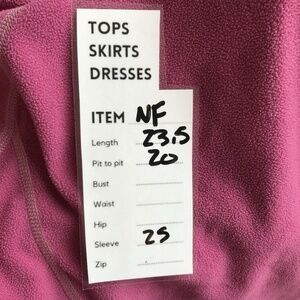 TOPS
SKIRTS
DRESSES
ITEM NF
Length 23.5
Pit to pit 20
Bust
Waist
Hip
Sleeve 25
Zip